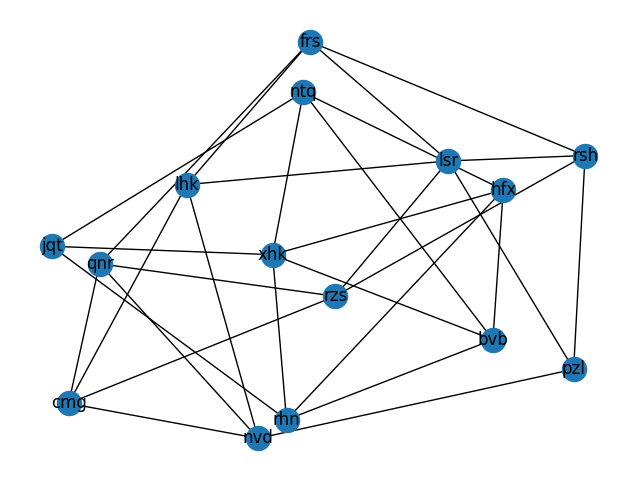 frs
ntq
lsr
rsh
lhk
hfx
jqt
xhk
qnr
rzs
bvb
pzl
cmg
rhn
nvd